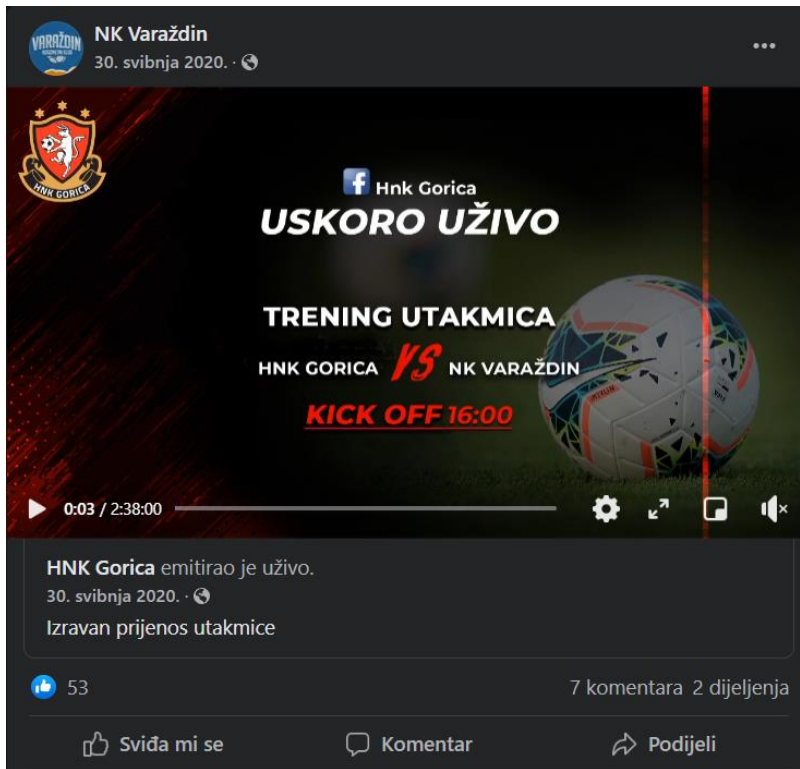 NK Varaždin
30. svibnja 2020. ·
VARAŽDIN
HNK GORICA
f Hnk Gorica
USKORO UŽIVO
TRENING UTAKMICA
HNK GORICA VS NK VARAŽDIN
KICK OFF 16:00
0:03 / 2:38:00
HNK Gorica emitirao je uživo.
30. svibnja 2020. ·
Izravan prijenos utakmice
53
7 komentara 2 dijeljenja
Sviđa mi se
Komentar
Podijeli